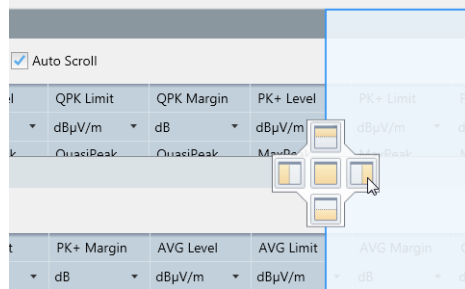 Auto Scroll
QPK Limit QPK Margin PK+ Level PK+ Limit
dBµV/m dB dBµV/m dBµV/m
QuasiPeak QuasiPeak MaxPeak
PK+ Margin AVG Level AVG Limit AVG Margin
dB dBµV/m dBµV/m dB